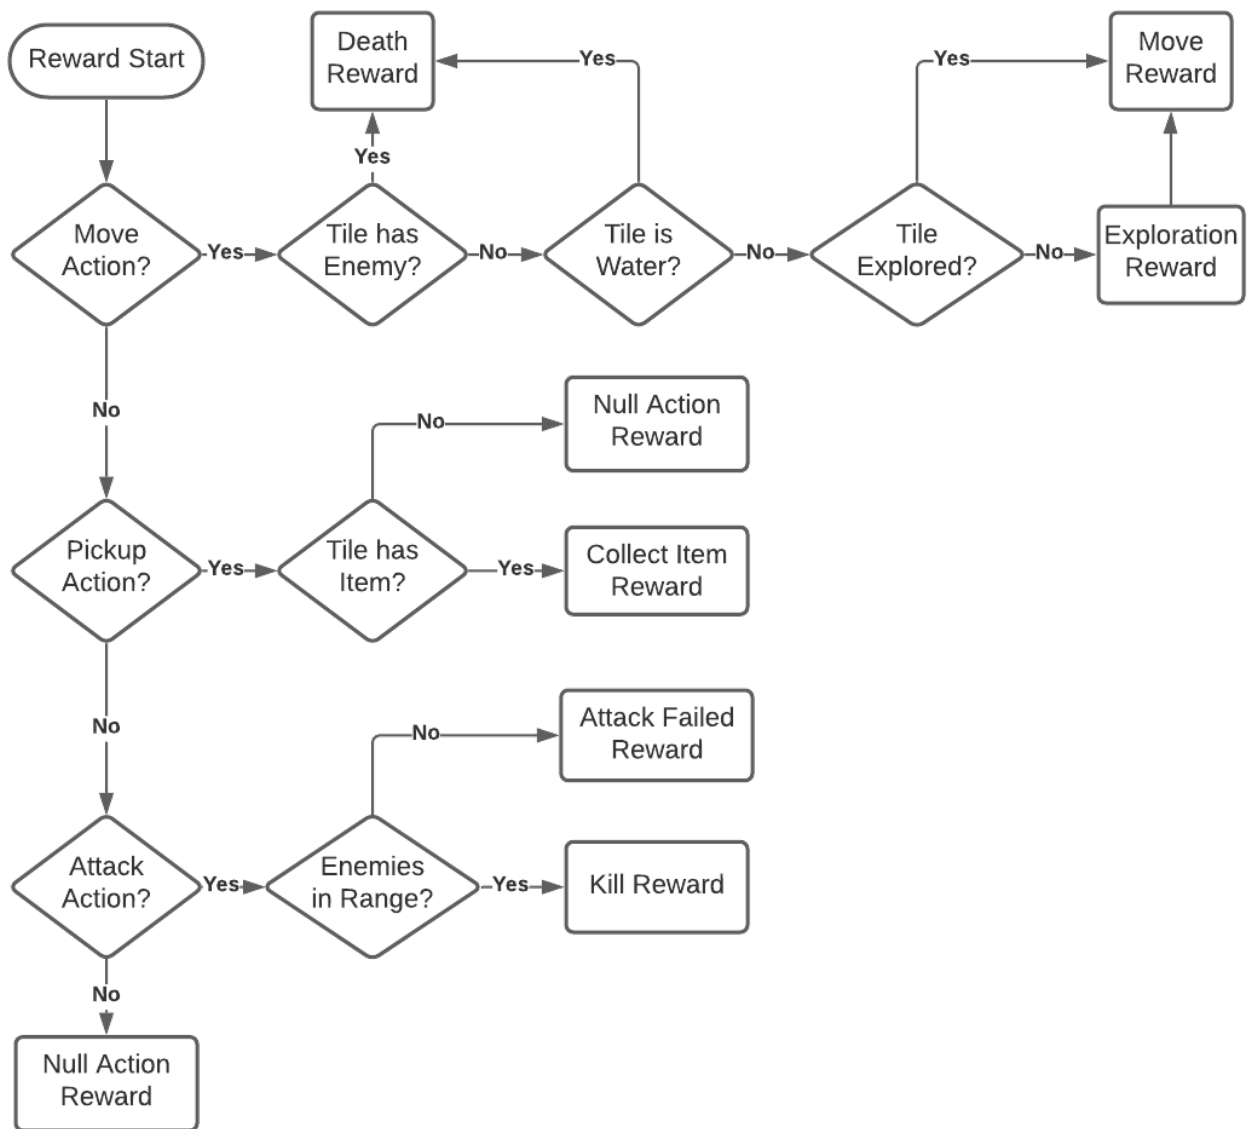 Reward Start
Death
Reward
Yes
Yes
Move
Reward
Yes
Move
Action?
Yes
Tile has
Enemy?
No
Tile is
Water?
No
Tile
Explored?
No
Exploration
Reward
No
No
Null Action
Reward
Pickup
Action?
Yes
Tile has
Item?
Yes
Collect Item
Reward
No
No
Attack Failed
Reward
Attack
Action?
Yes
Enemies
in Range?
Yes
Kill Reward
No
Null Action
Reward